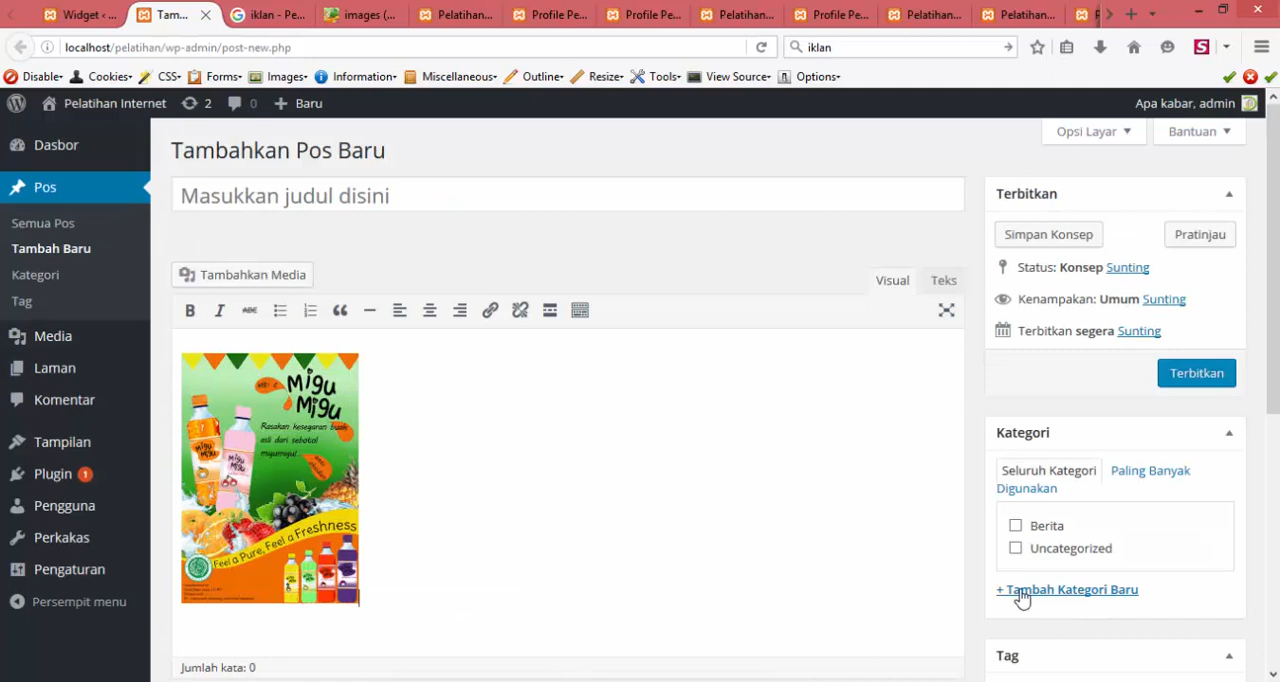 Widget ‹ ...
Tam...
iklan - Pe...
images (...
Pelatihan...
Profile Pe...
Profile Pe...
Pelatihan...
Profile Pe...
Pelatihan...
Pelatihan...
localhost/pelatihan/wp-admin/post-new.php
iklan
Disable
Cookies
CSS
Forms
Images
Information
Miscellaneous
Outline
Resize
Tools
View Source
Options
Pelatihan Internet
2
0
+ Baru
Apa kabar, admin
Dasbor
Pos
Semua Pos
Tambah Baru
Kategori
Tag
Media
Laman
Komentar
Tampilan
Plugin 1
Pengguna
Perkakas
Pengaturan
Persempit menu
Opsi Layar
Bantuan
Tambahkan Pos Baru
Masukkan judul disini
Tambahkan Media
Visual
Teks
B
I
ABC
Migu
Migu
Rasakan kesegaran buah
asli dari sebotol
migumigu!..
Feel a Pure, Feel a Freshness
Jumlah kata: 0
Terbitkan
Simpan Konsep
Pratinjau
Status: Konsep Sunting
Kenampakan: Umum Sunting
Terbitkan segera Sunting
Terbitkan
Kategori
Seluruh Kategori
Paling Banyak
Digunakan
Berita
Uncategorized
+ Tambah Kategori Baru
Tag